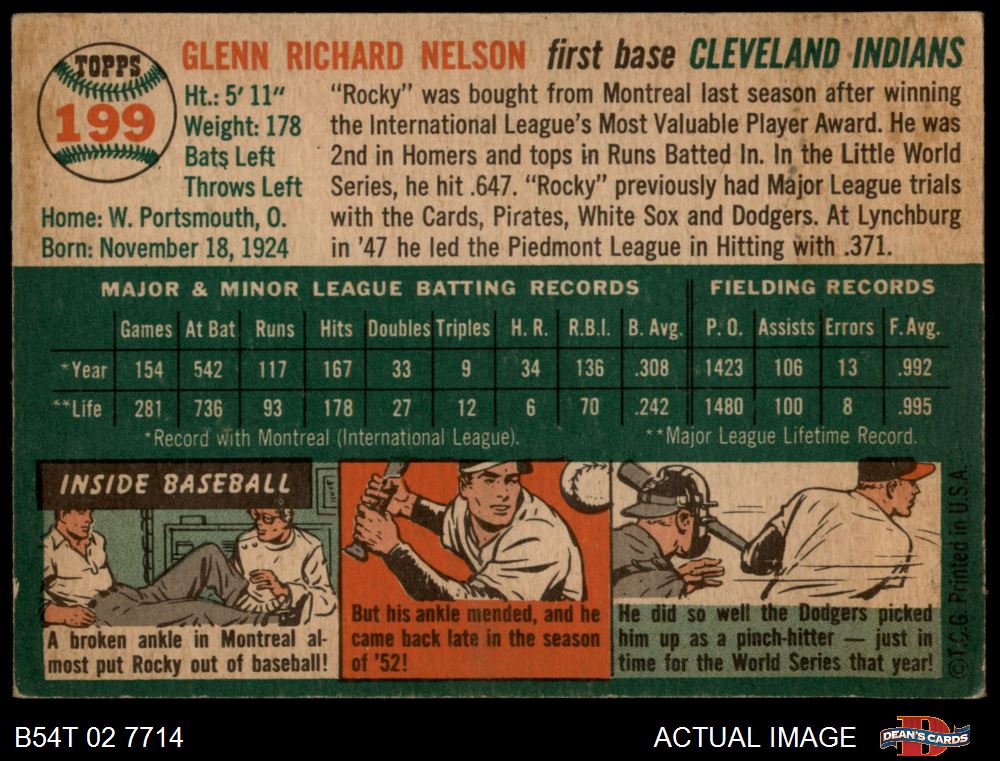 TOPPS
199
GLENN RICHARD NELSON first base CLEVELAND INDIANS
Ht.: 5' 11"
Weight: 178
Bats Left
Throws Left
Home: W. Portsmouth, O.
Born: November 18, 1924
"Rocky" was bought from Montreal last season after winning
the International League's Most Valuable Player Award. He was
2nd in Homers and tops in Runs Batted In. In the Little World
Series, he hit .647. "Rocky" previously had Major League trials
with the Cards, Pirates, White Sox and Dodgers. At Lynchburg
in '47 he led the Piedmont League in Hitting with .371.
MAJOR & MINOR LEAGUE BATTING RECORDS FIELDING RECORDS
Games At Bat Runs Hits Doubles Triples H. R. R.B.I. B. Avg. P. O. Assists Errors F. Avg.
*Year 154 542 117 167 33 9 34 136 .308 1423 106 13 .992
**Life 281 736 93 178 27 12 6 70 .242 1480 100 8 .995
*Record with Montreal (International League). **Major League Lifetime Record.
INSIDE BASEBALL
A broken ankle in Montreal al-
most put Rocky out of baseball!
But his ankle mended, and he
came back late in the season
of '52!
He did so well the Dodgers picked
him up as a pinch-hitter — just in
time for the World Series that year!
©T.C.G. Printed in U.S.A.
B54T 02 7714
ACTUAL IMAGE
DEAN'S CARDS